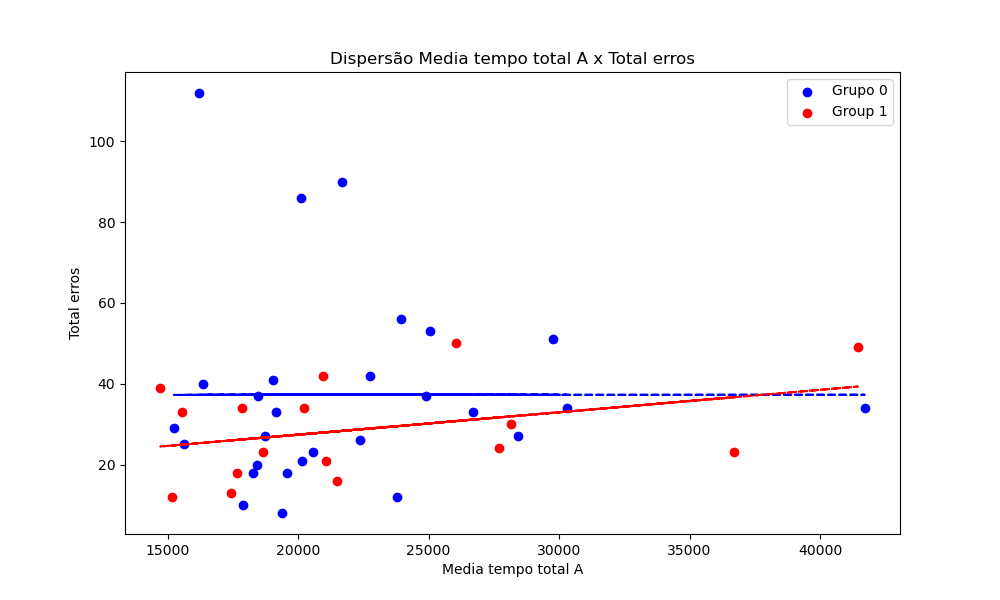 Dispersão Media tempo total A x Total erros
Grupo 0
Group 1
Total erros
100
80
60
40
20
15000 20000 25000 30000 35000 40000
Media tempo total A